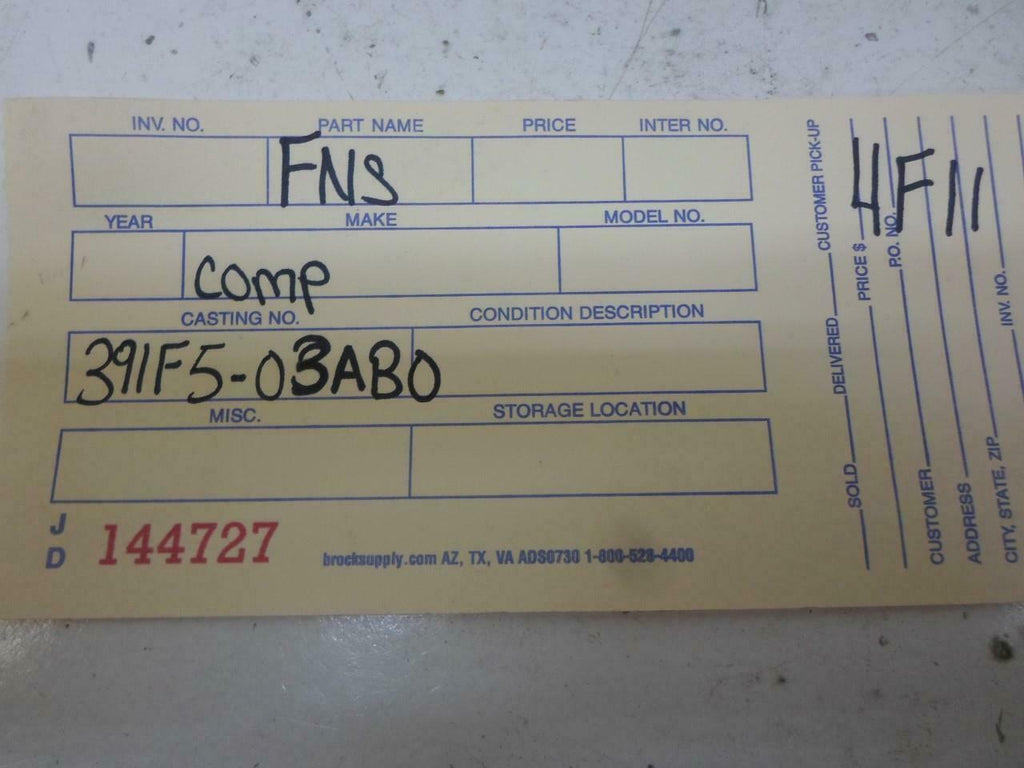 INV. NO. PART NAME PRICE INTER NO.
FNS
YEAR MAKE MODEL NO.
comp
CASTING NO. CONDITION DESCRIPTION
391F5-03ABO
MISC. STORAGE LOCATION
J
D
144727
brocksupply.com AZ, TX, VA ADS0730 1-800-528-4400
SOLD DELIVERED CUSTOMER PICK-UP
PRICE $
P.O. NO.
CUSTOMER
ADDRESS
CITY, STATE, ZIP
INV. NO.
4F11